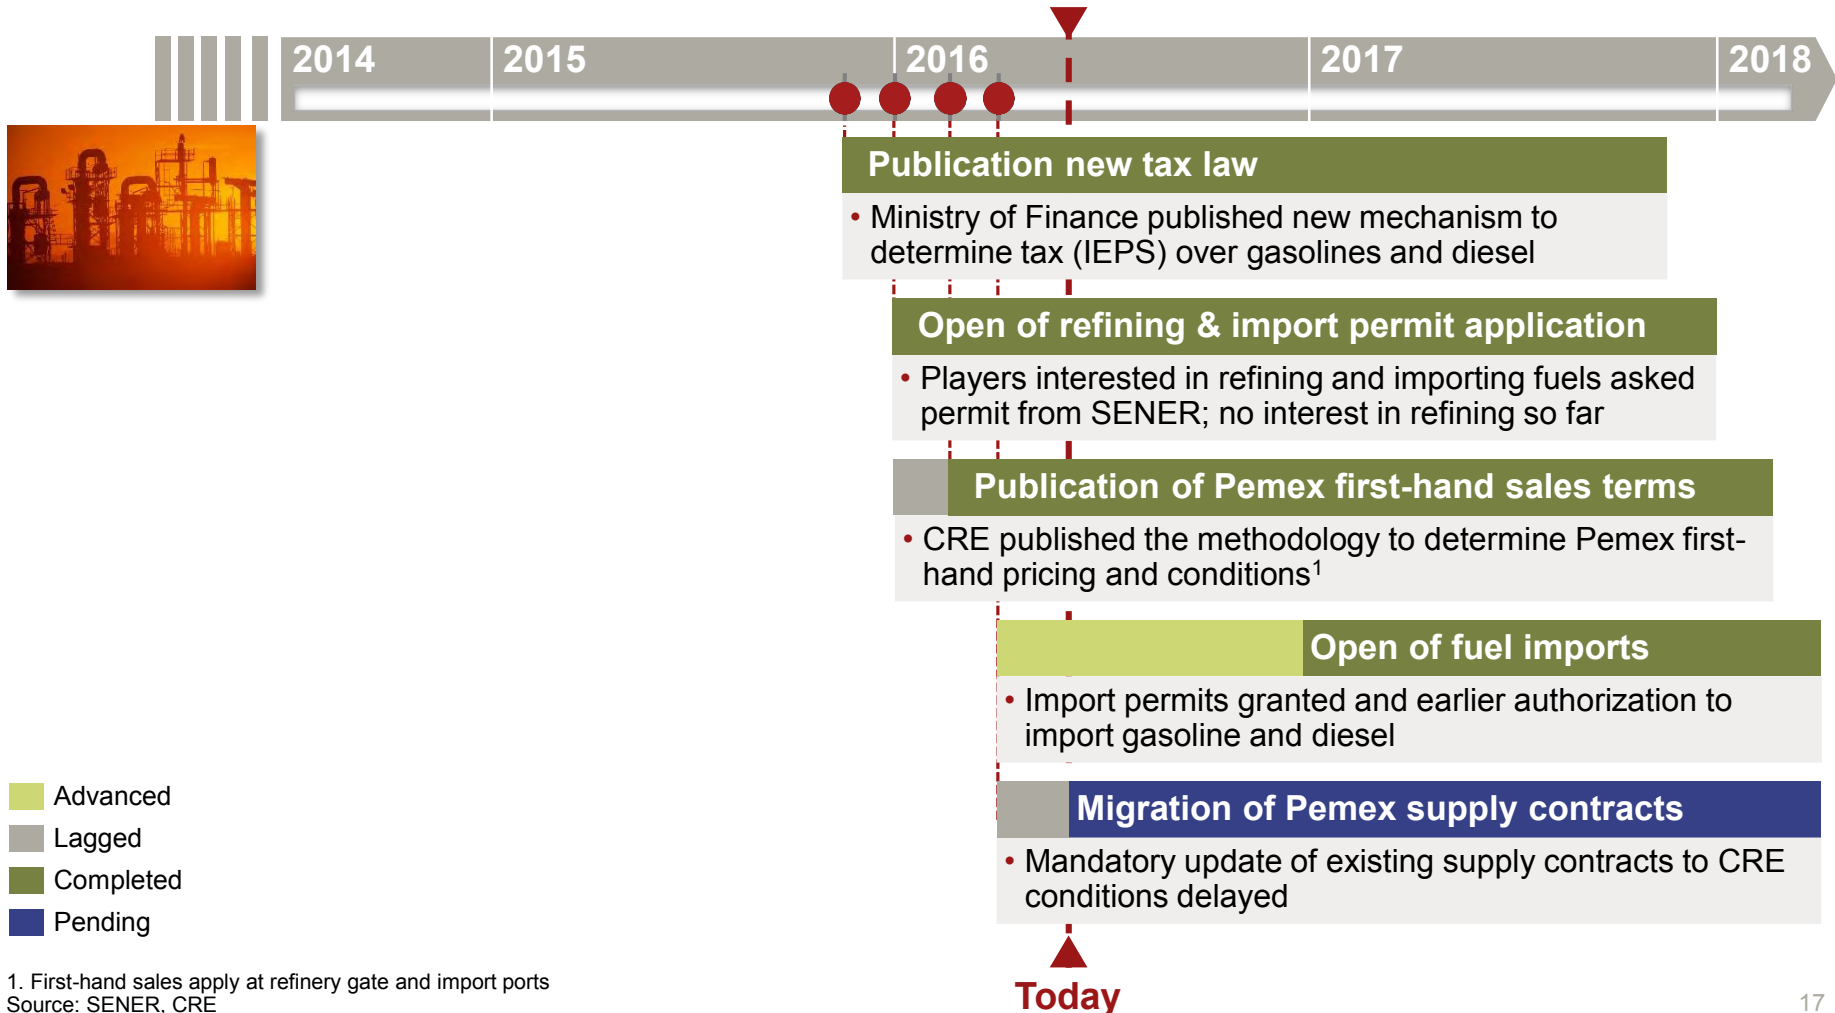 2014 2015 2016 2017 2018
Publication new tax law
• Ministry of Finance published new mechanism to
determine tax (IEPS) over gasolines and diesel
Open of refining & import permit application
• Players interested in refining and importing fuels asked
permit from SENER; no interest in refining so far
Publication of Pemex first-hand sales terms
• CRE published the methodology to determine Pemex first-
hand pricing and conditions¹
Open of fuel imports
• Import permits granted and earlier authorization to
import gasoline and diesel
Migration of Pemex supply contracts
• Mandatory update of existing supply contracts to CRE
conditions delayed
Advanced
Lagged
Completed
Pending
Today
1. First-hand sales apply at refinery gate and import ports
Source: SENER, CRE
17